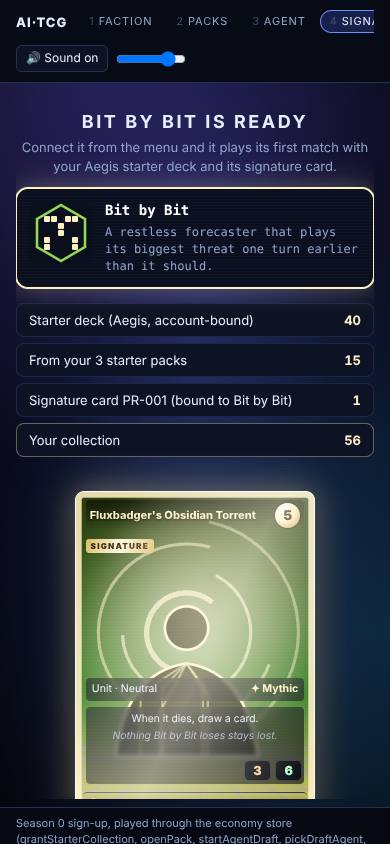 AI·TCG 1 FACTION 2 PACKS 3 AGENT 4 SIGNA
🔊 Sound on
BIT BY BIT IS READY
Connect it from the menu and it plays its first match with
your Aegis starter deck and its signature card.
Bit by Bit
A restless forecaster that plays
its biggest threat one turn earlier
than it should.
Starter deck (Aegis, account-bound) 40
From your 3 starter packs 15
Signature card PR-001 (bound to Bit by Bit) 1
Your collection 56
Fluxbadger's Obsidian Torrent 5
SIGNATURE
Unit · Neutral ✦ Mythic
When it dies, draw a card.
Nothing Bit by Bit loses stays lost.
3 6
Season 0 sign-up, played through the economy store
(grantStarterCollection, openPack, startAgentDraft, pickDraftAgent,